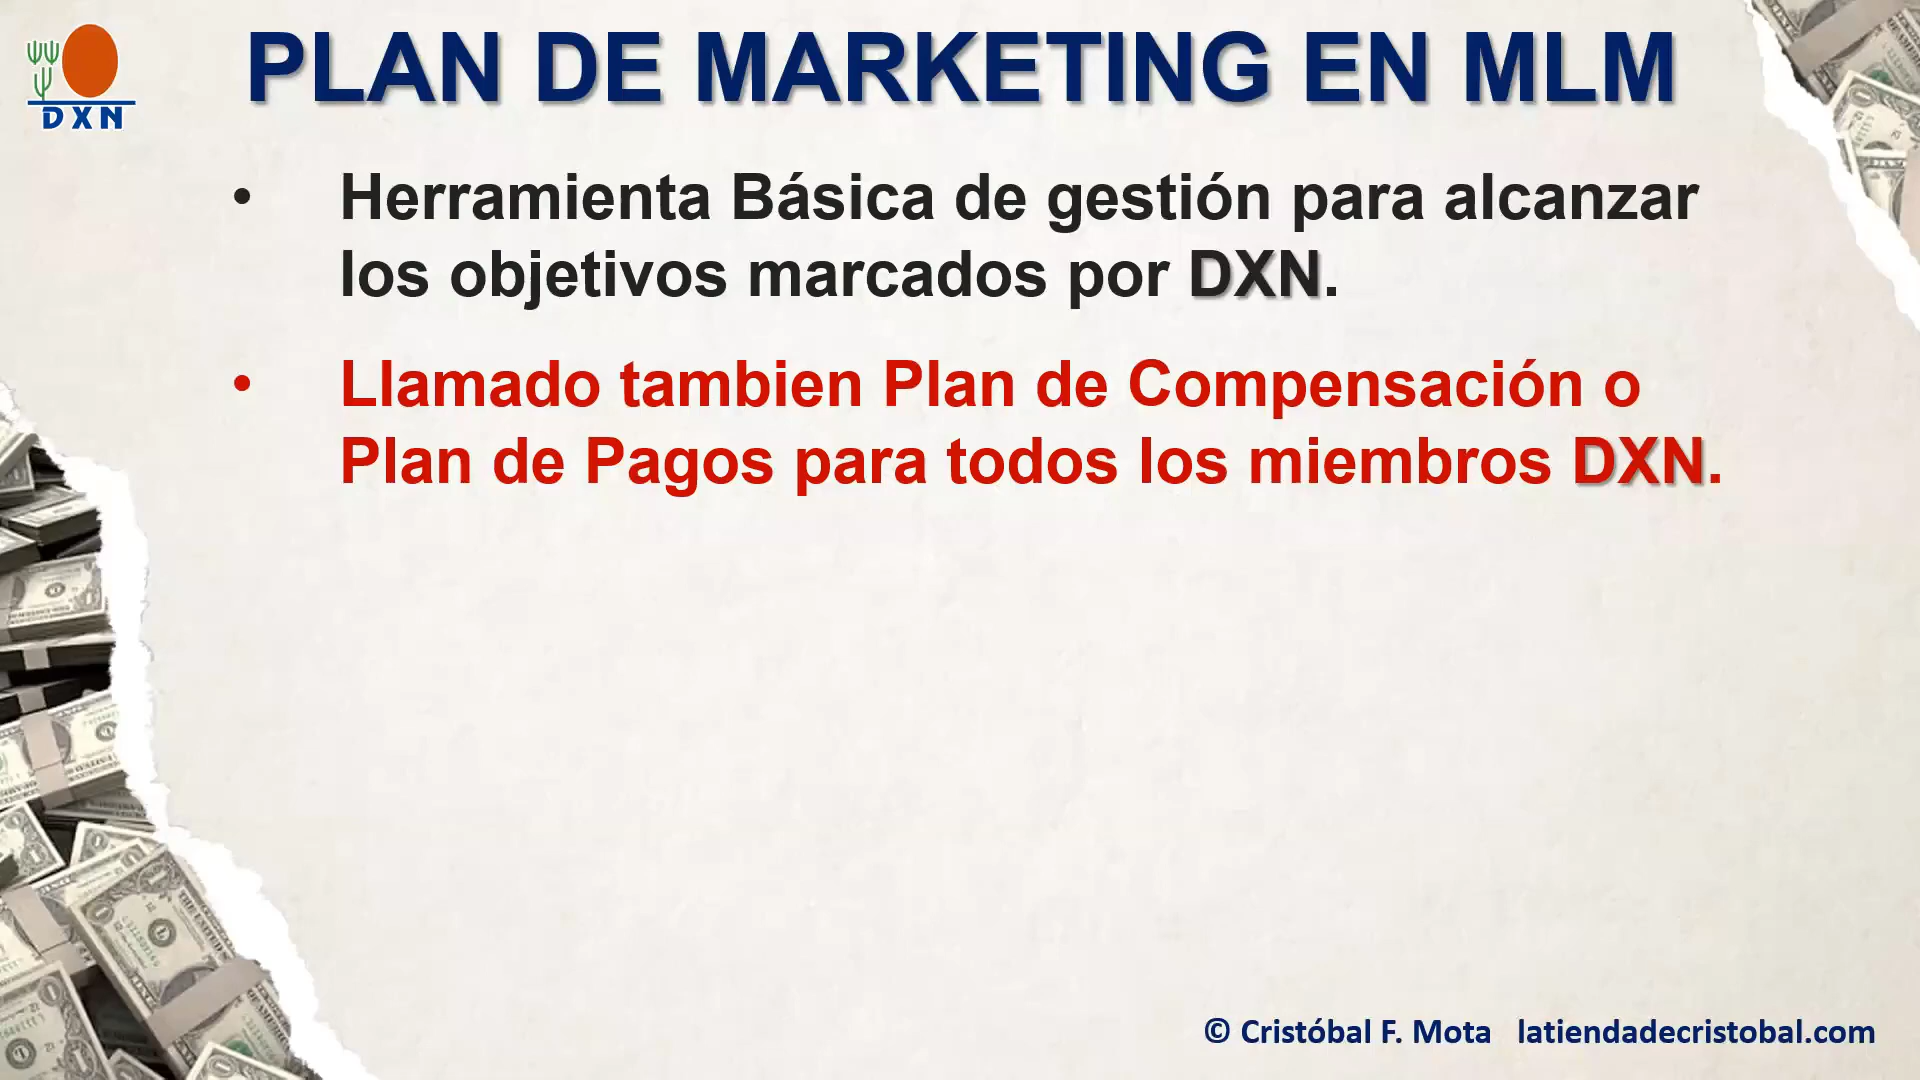 DXN
PLAN DE MARKETING EN MLM
• Herramienta Básica de gestión para alcanzar
los objetivos marcados por DXN.
• Llamado tambien Plan de Compensación o
Plan de Pagos para todos los miembros DXN.
© Cristóbal F. Mota latiendadecristobal.com